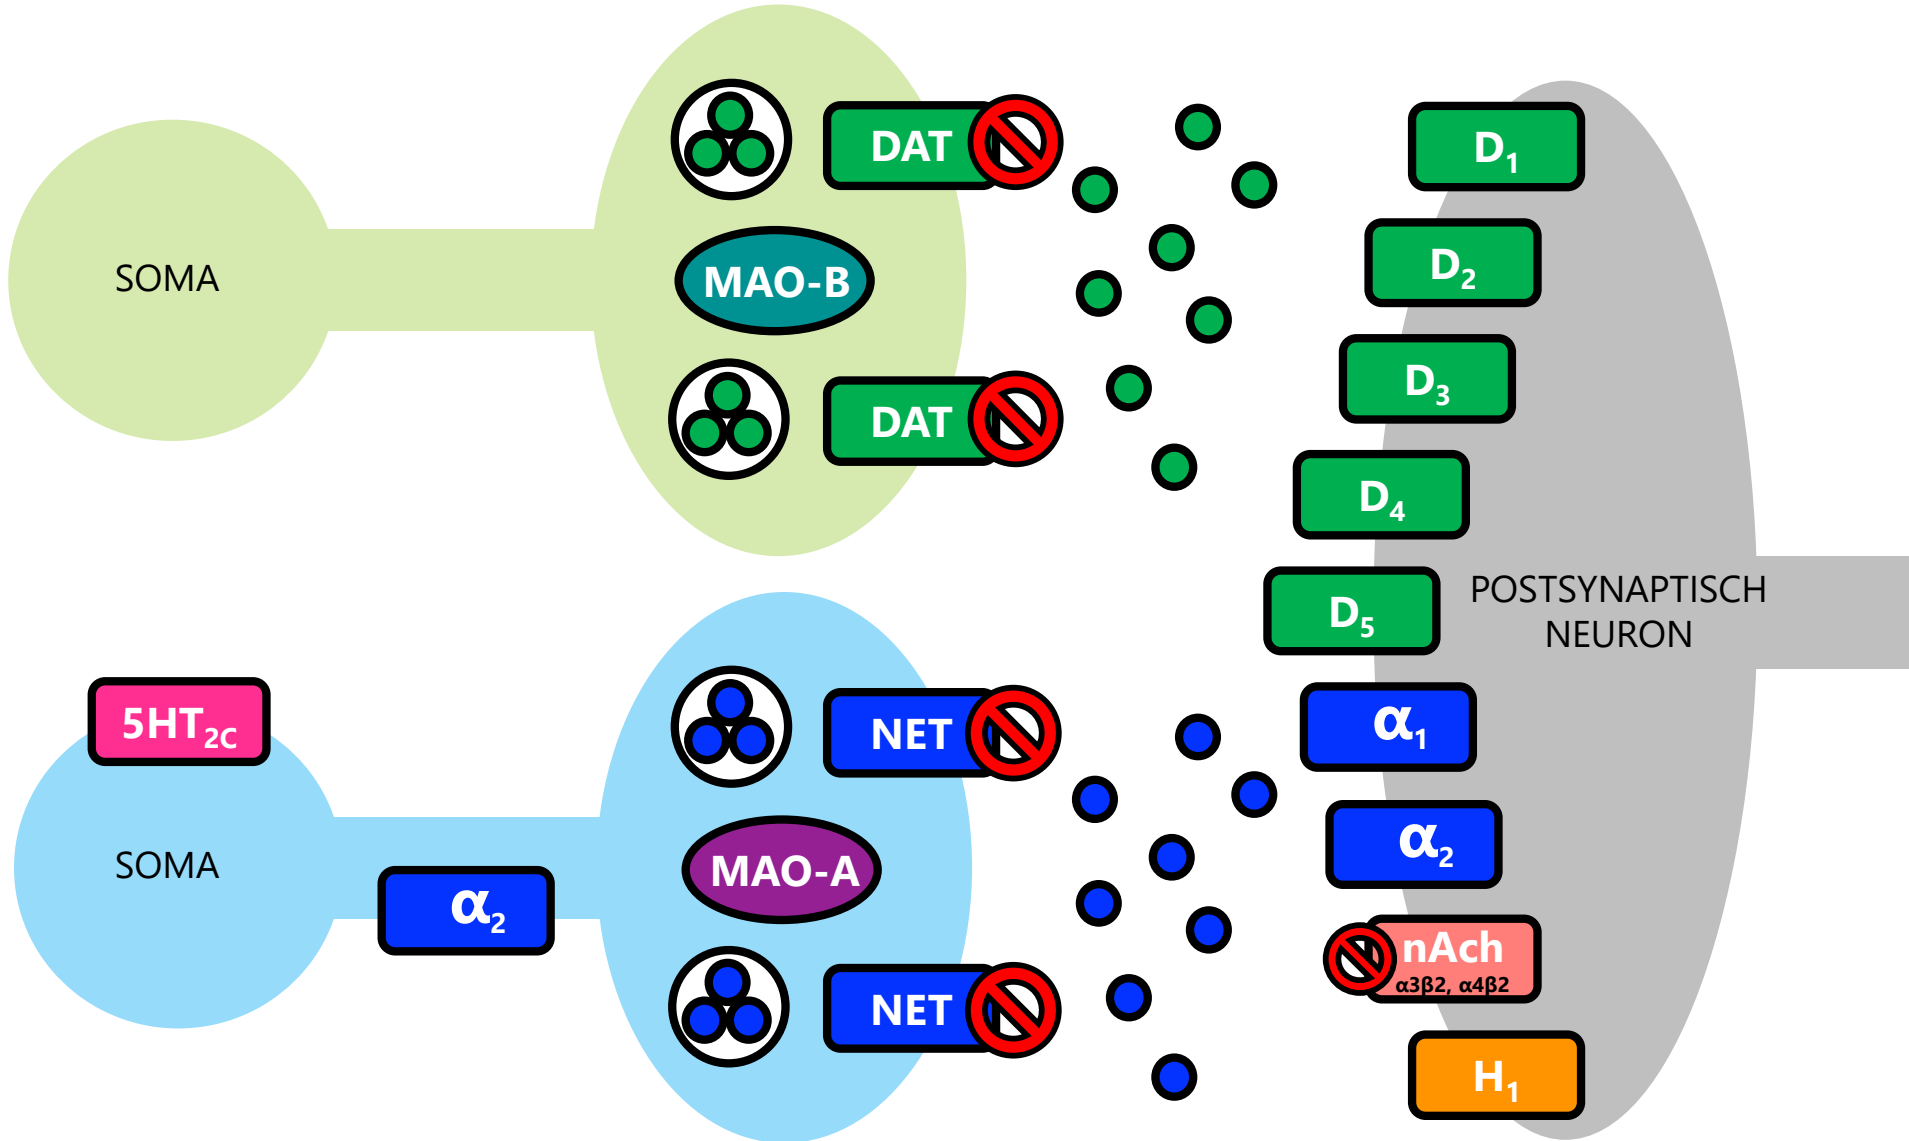 SOMA
DAT
MAO-B
DAT
D₁
D₂
D₃
D₄
D₅
POSTSYNAPTISCH
NEURON
5HT₂C
SOMA
α₂
NET
MAO-A
NET
α₁
α₂
nAch
α3β2, α4β2
H₁